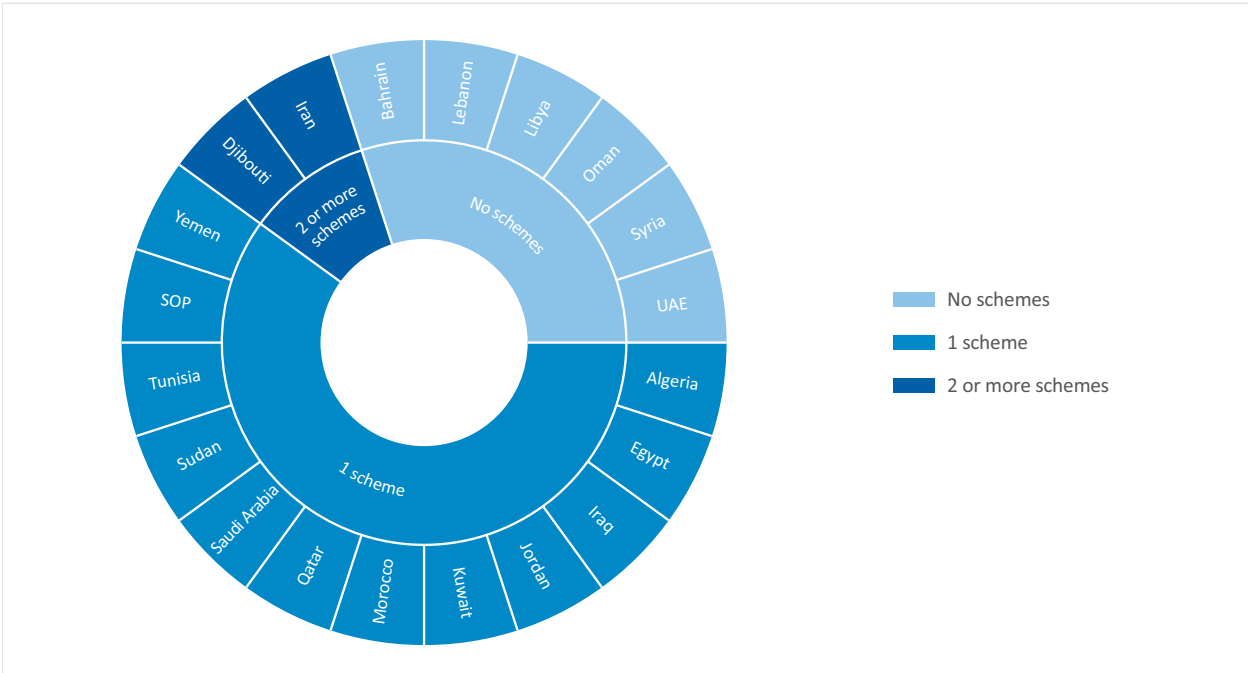 Bahrain
Lebanon
Libya
Oman
Syria
UAE
Algeria
Egypt
Iraq
Jordan
Kuwait
Morocco
Qatar
Saudi Arabia
Sudan
Tunisia
SOP
Yemen
Djibouti
Iran
No schemes
1 scheme
2 or more
schemes
No schemes
1 scheme
2 or more schemes